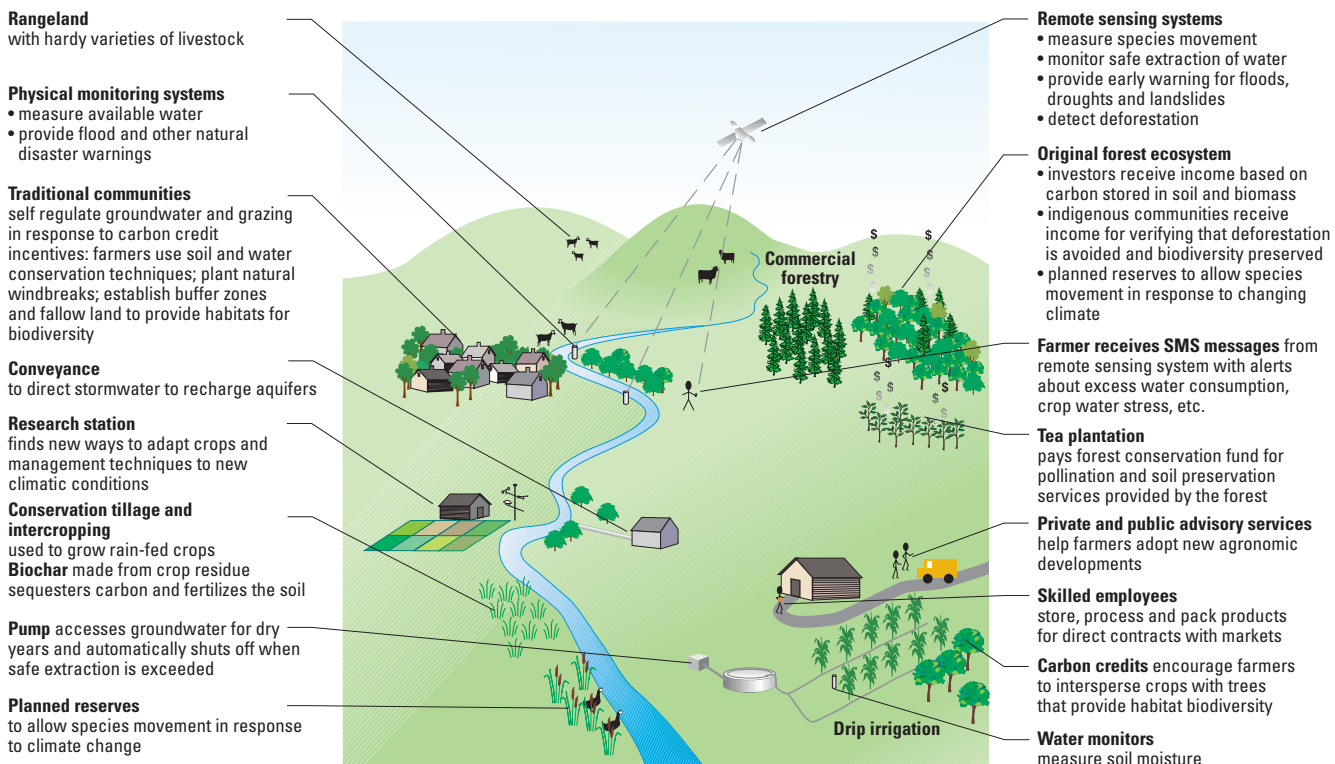 Rangeland
with hardy varieties of livestock
Physical monitoring systems
• measure available water
• provide flood and other natural
disaster warnings
Traditional communities
self regulate groundwater and grazing
in response to carbon credit
incentives: farmers use soil and water
conservation techniques; plant natural
windbreaks; establish buffer zones
and fallow land to provide habitats for
biodiversity
Conveyance
to direct stormwater to recharge aquifers
Research station
finds new ways to adapt crops and
management techniques to new
climatic conditions
Conservation tillage and
intercropping
used to grow rain-fed crops
Biochar made from crop residue
sequesters carbon and fertilizes the soil
Pump accesses groundwater for dry
years and automatically shuts off when
safe extraction is exceeded
Planned reserves
to allow species movement in response
to climate change
Commercial
forestry
$ $
$ $
$ $
$ $
$ $
$ $
Drip irrigation
Remote sensing systems
• measure species movement
• monitor safe extraction of water
• provide early warning for floods,
droughts and landslides
• detect deforestation
Original forest ecosystem
• investors receive income based on
carbon stored in soil and biomass
• indigenous communities receive
income for verifying that deforestation
is avoided and biodiversity preserved
• planned reserves to allow species
movement in response to changing
climate
Farmer receives SMS messages from
remote sensing system with alerts
about excess water consumption,
crop water stress, etc.
Tea plantation
pays forest conservation fund for
pollination and soil preservation
services provided by the forest
Private and public advisory services
help farmers adopt new agronomic
developments
Skilled employees
store, process and pack products
for direct contracts with markets
Carbon credits encourage farmers
to intersperse crops with trees
that provide habitat biodiversity
Water monitors
measure soil moisture